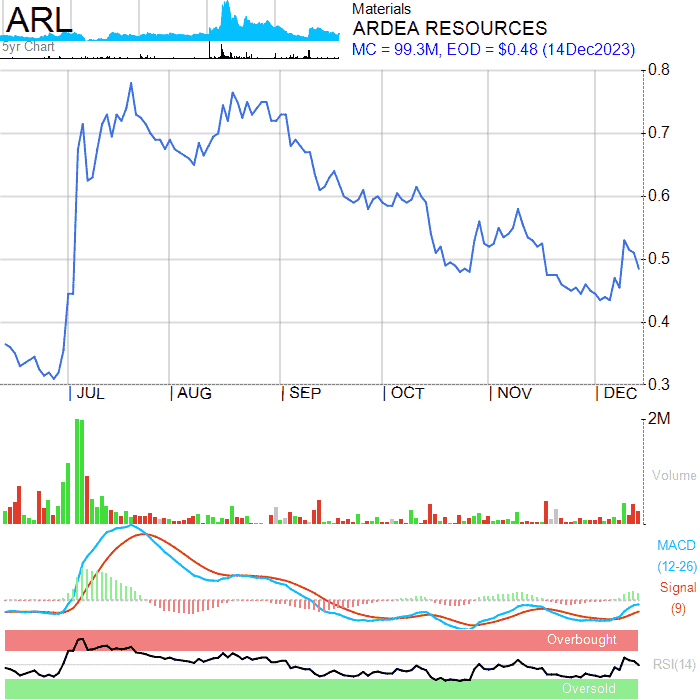 ARL
5yr Chart
Materials
ARDEA RESOURCES
MC = 99.3M, EOD = $0.48 (14Dec2023)
0.8
0.7
0.6
0.5
0.4
0.3
JUL AUG SEP OCT NOV DEC
2M
Volume
MACD
(12-26)
Signal
(9)
Overbought
RSI(14)
Oversold